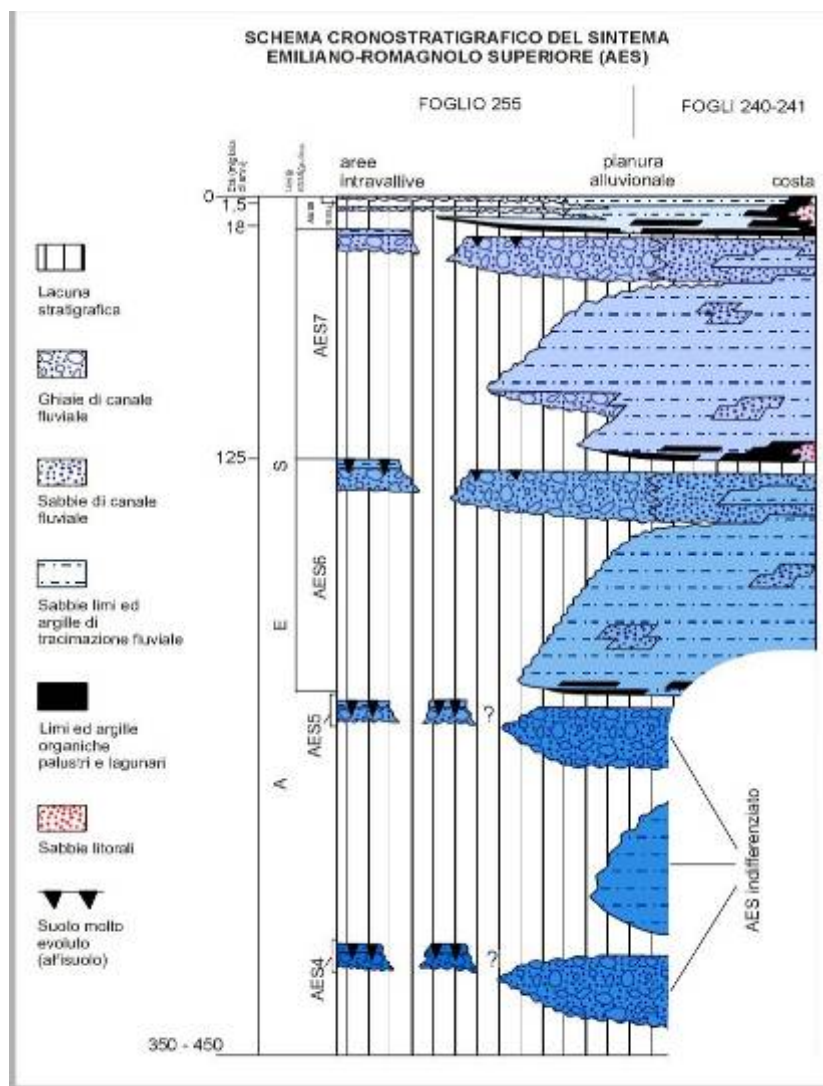 SCHEMA CRONOSTRATIGRAFICO DEL SINTEMA
EMILIANO-ROMAGNOLO SUPERIORE (AES)
FOGLIO 255
FOGLI 240-241
aree
intravallive
planura
alluvionale
costa
0
1.5
18
125
350 - 450
AES7
AES6
AES5
AES4
S
E
A
?
?
AES indifferenziato
Lacuna
stratigrafica
Ghiaie di canale
fluviale
Sabbie di canale
fluviale
Sabbie limi ed
argille di
tracimazione fluviale
Limi ed argille
organiche
palustri e lagunari
Sabbie litorali
Suolo molto
evoluto
(alfisuolo)